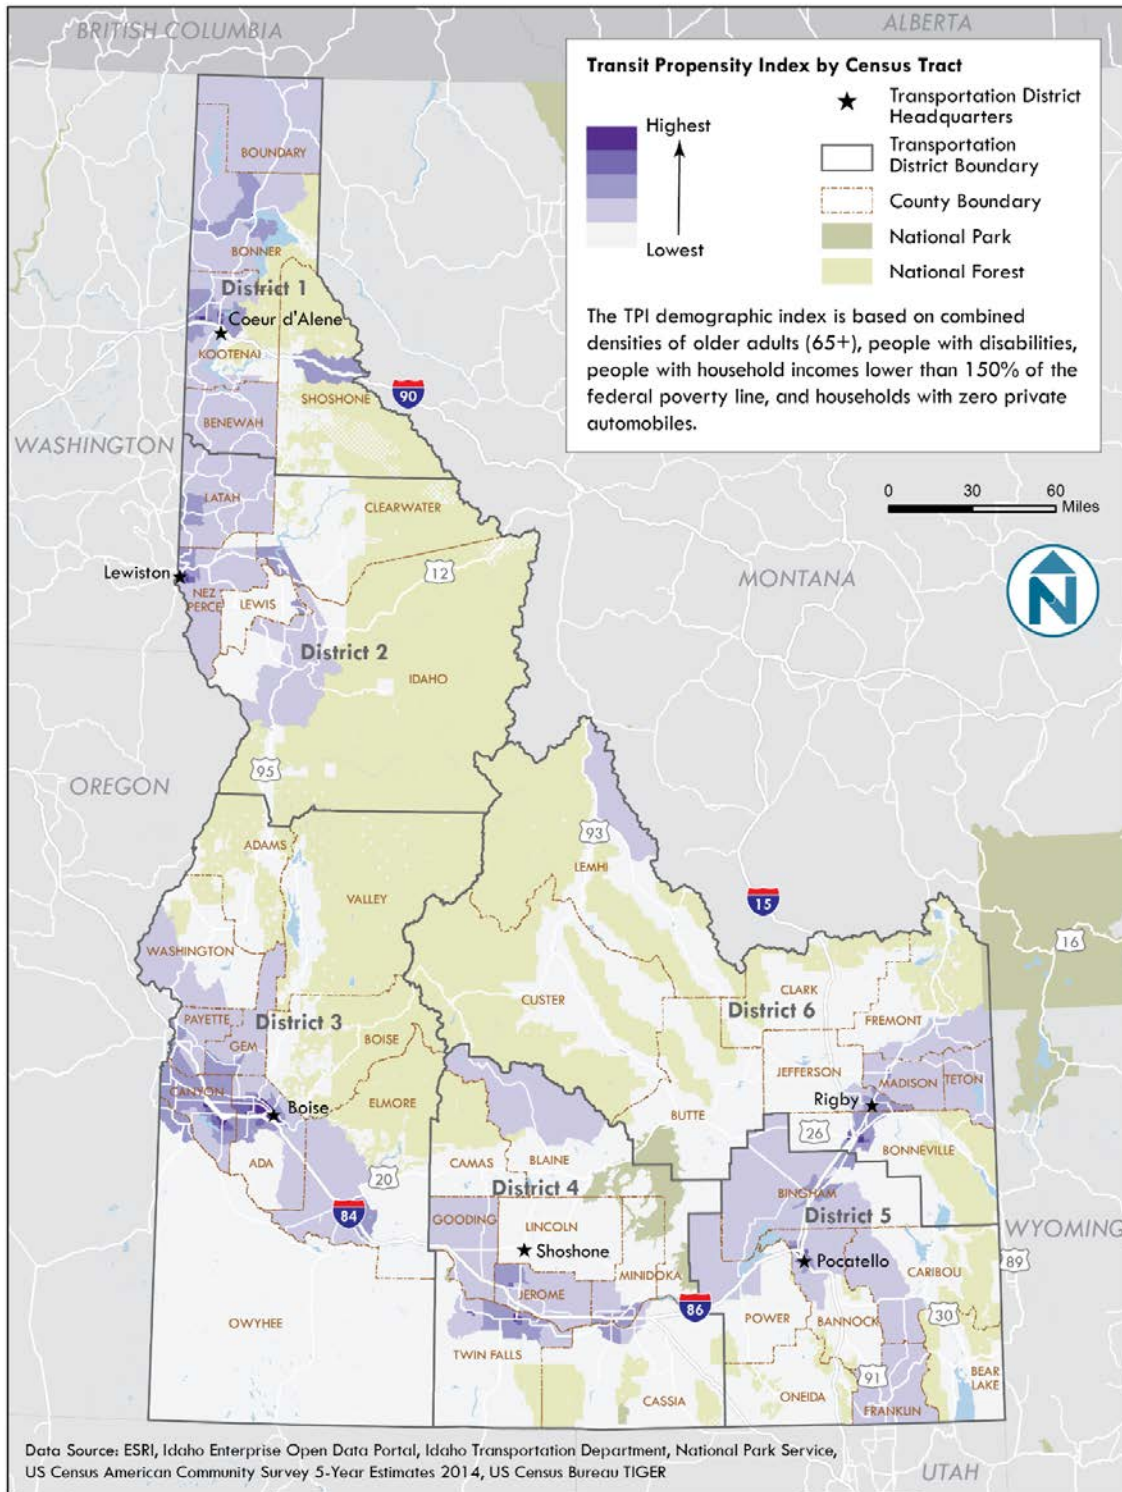 BRITISH COLUMBIA
ALBERTA
Transit Propensity Index by Census Tract
Highest
Lowest
Transportation District
Headquarters
Transportation
District Boundary
County Boundary
National Park
National Forest
The TPI demographic index is based on combined
densities of older adults (65+), people with disabilities,
people with household incomes lower than 150% of the
federal poverty line, and households with zero private
automobiles.
0 30 60
Miles
N
BOUNDARY
BONNER
District 1
Coeur d'Alene
KOOTENAI
90
SHOSHONE
BENEWAH
WASHINGTON
LATAH
CLEARWATER
Lewiston
12
MONTANA
NEZ
PERCE
LEWIS
District 2
IDAHO
95
OREGON
93
ADAMS
LEMHI
VALLEY
15
16
WASHINGTON
CLARK
CUSTER
District 6
FREMONT
PAYETTE
District 3
GEM
BOISE
JEFFERSON
MADISON
TETON
CANYON
Boise
ELMORE
Rigby
BUTTE
26
BONNEVILLE
ADA
20
CAMAS
BLAINE
District 4
BINGHAM
District 5
84
GOODING
LINCOLN
WYOMING
Shoshone
Pocatello
89
CARIBOU
MINIDOKA
JEROME
86
POWER
BANNOCK
30
OWYHEE
TWIN FALLS
91
BEAR
LAKE
CASSIA
ONEIDA
FRANKLIN
Data Source: ESRI, Idaho Enterprise Open Data Portal, Idaho Transportation Department, National Park Service,
US Census American Community Survey 5-Year Estimates 2014, US Census Bureau TIGER
UTAH